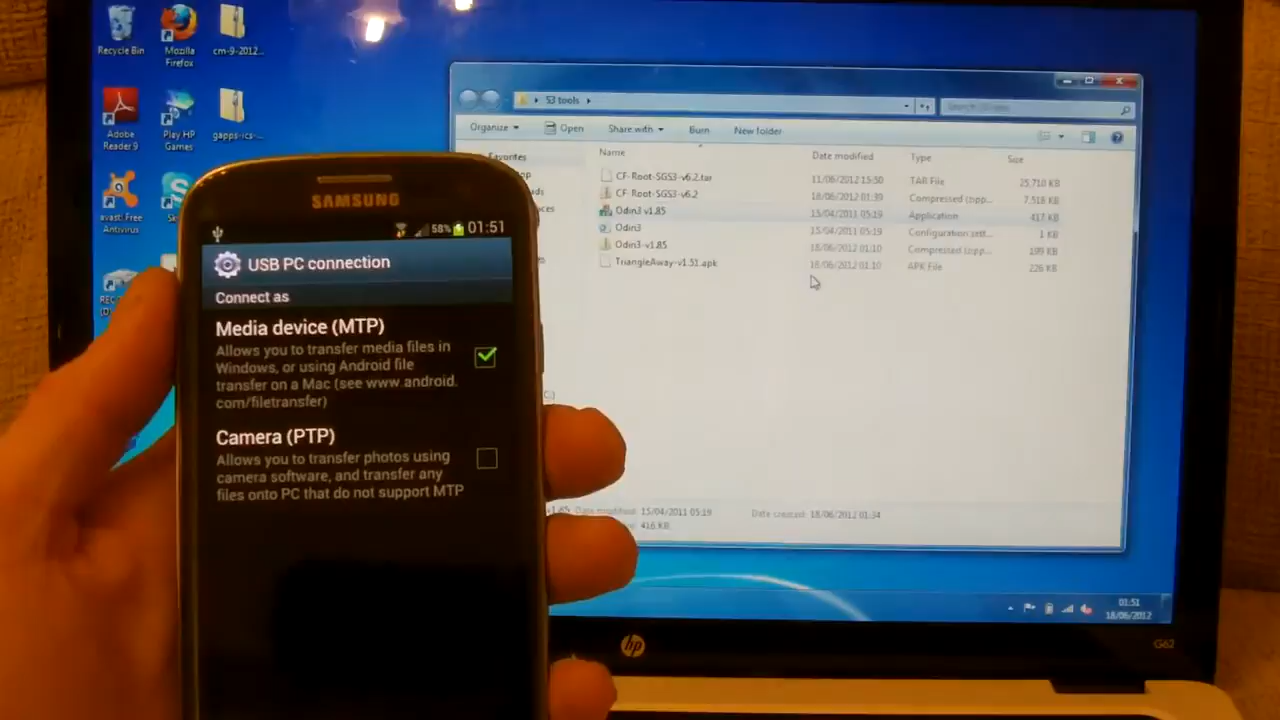 Recycle Bin
Mozilla
Firefox
cm-9-2012...
Adobe
Reader 9
Play HP
Games
gapps-ics-...
avast! Free
Antivirus
S3 tools
Organize
Open
Share with
Burn
New folder
Favorites
Name
Date modified
Type
Size
CF-Root-SGS3-v6.2.tar
11/06/2012 15:50
TAR File
25,710 KB
CF-Root-SGS3-v6.2
18/06/2012 01:39
Compressed (zipp...
7,518 KB
Odin3 v1.85
15/04/2011 05:19
Application
417 KB
Odin3
15/04/2011 05:19
Configuration sett...
1 KB
Odin3-v1.85
18/06/2012 01:10
Compressed (zipp...
199 KB
TriangleAway-v1.51.apk
18/06/2012 01:10
APK File
226 KB
Date modified: 15/04/2011 05:19
Date created: 18/06/2012 01:34
416 KB
01:51
18/06/2012
hp
G62
SAMSUNG
58% 01:51
USB PC connection
Connect as
Media device (MTP)
Allows you to transfer media files in
Windows, or using Android file
transfer on a Mac (see www.android.
com/filetransfer)
Camera (PTP)
Allows you to transfer photos using
camera software, and transfer any
files onto PC that do not support MTP